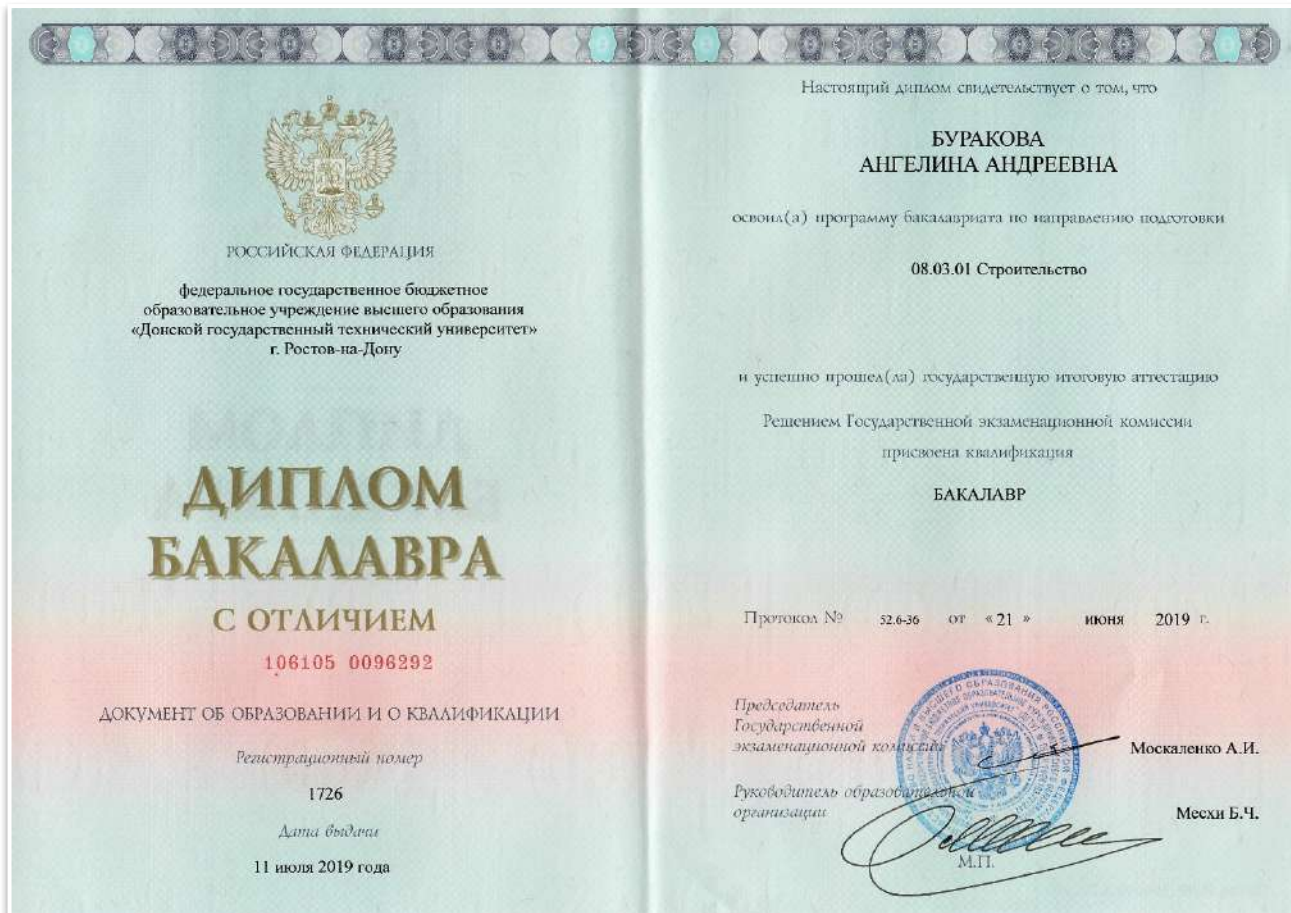 РОССИЙСКАЯ ФЕДЕРАЦИЯ
федеральное государственное бюджетное
образовательное учреждение высшего образования
«Донской государственный технический университет»
г. Ростов-на-Дону
ДИПЛОМ
БАКАЛАВРА
С ОТЛИЧИЕМ
106105 0096292
ДОКУМЕНТ ОБ ОБРАЗОВАНИИ И О КВАЛИФИКАЦИИ
Регистрационный номер
1726
Дата выдачи
11 июля 2019 года
Настоящий диплом свидетельствует о том, что
БУРАКОВА
АНГЕЛИНА АНДРЕЕВНА
освоил(а) программу бакалавриата по направлению подготовки
08.03.01 Строительство
и успешно прошел(ла) государственную итоговую аттестацию
Решением Государственной экзаменационной комиссии
присвоена квалификация
БАКАЛАВР
Протокол № 52.6-36 от «21» июня 2019 г.
Председатель
Государственной
экзаменационной комиссии Москаленко А.И.
Руководитель образовательной
организации Месхи Б.Ч.
М.П.